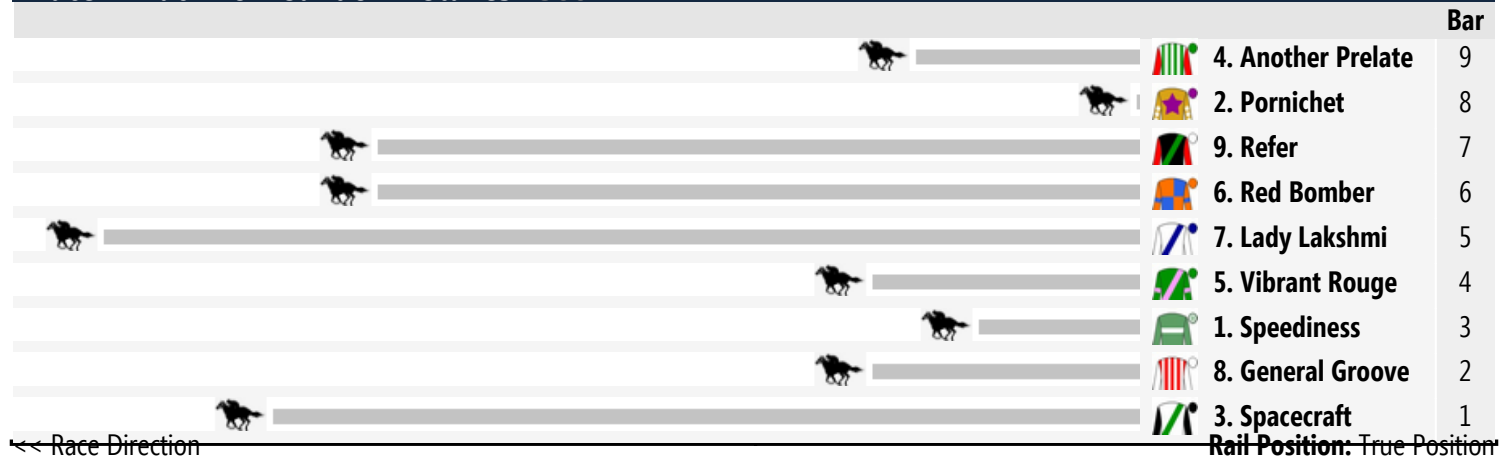 Bar
4. Another Prelate 9
2. Pornichet 8
9. Refer 7
6. Red Bomber 6
7. Lady Lakshmi 5
5. Vibrant Rouge 4
1. Speediness 3
8. General Groove 2
3. Spacecraft 1
<< Race Direction Rail Position: True Position